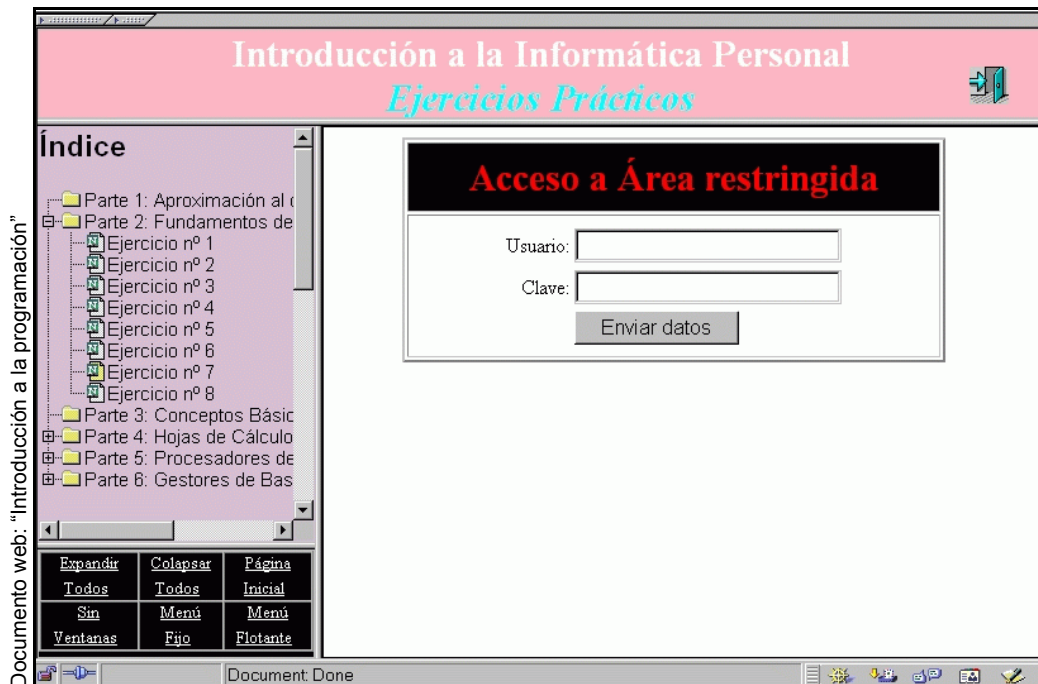 Introducción a la Informática Personal
Ejercicios Prácticos
Índice
Parte 1: Aproximación al
Parte 2: Fundamentos de
Ejercicio nº 1
Ejercicio nº 2
Ejercicio nº 3
Ejercicio nº 4
Ejercicio nº 5
Ejercicio nº 6
Ejercicio nº 7
Ejercicio nº 8
Parte 3: Conceptos Básic
Parte 4: Hojas de Cálculo
Parte 5: Procesadores de
Parte 6: Gestores de Bas
Expandir Todos
Colapsar Todos
Página Inicial
Sin Ventanas
Menú Fijo
Menú Flotante
Acceso a Área restringida
Usuario:
Clave:
Enviar datos
Document: Done
Documento web: “Introducción a la programación”